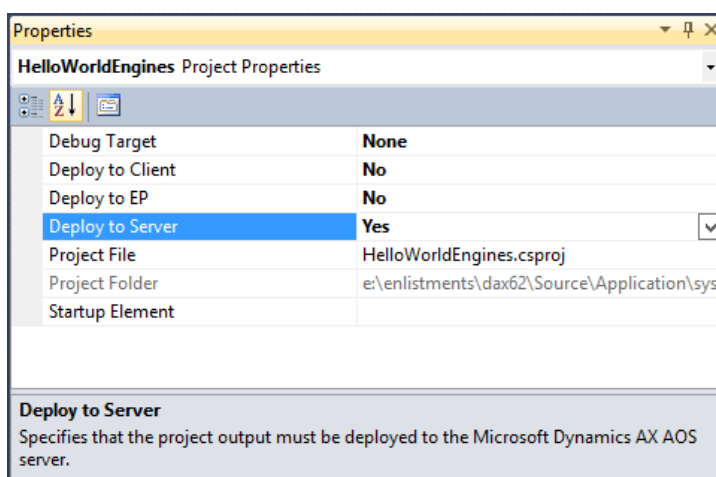 Properties
HelloWorldEngines Project Properties
Debug Target None
Deploy to Client No
Deploy to EP No
Deploy to Server Yes
Project File HelloWorldEngines.csproj
Project Folder e:\enlistments\dax62\Source\Application\sys
Startup Element
Deploy to Server
Specifies that the project output must be deployed to the Microsoft Dynamics AX AOS
server.